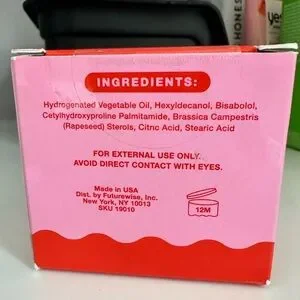 INGREDIENTS:
Hydrogenated Vegetable Oil, Hexyldecanol, Bisabolol,
Cetylhydroxyproline Palmitamide, Brassica Campestris
(Rapeseed) Sterols, Citric Acid, Stearic Acid
FOR EXTERNAL USE ONLY.
AVOID DIRECT CONTACT WITH EYES.
Made in USA
Dist. by Futurewise, Inc.
New York, NY 10013
SKU 19010
12M
HONES
yes